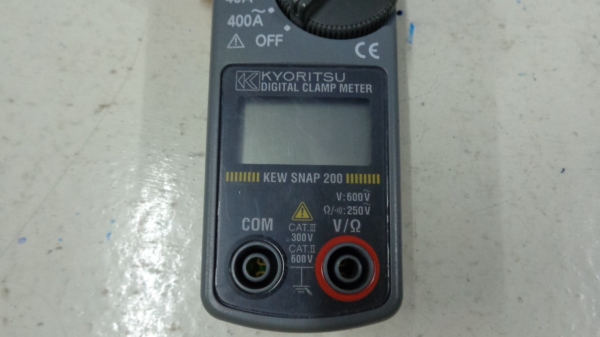 40A
400A~
OFF
CE
KYORITSU
DIGITAL CLAMP METER
KEW SNAP 200
V:600V
Ω/•)):250V
COM
V/Ω
CAT.III
300V
CAT.II
600V